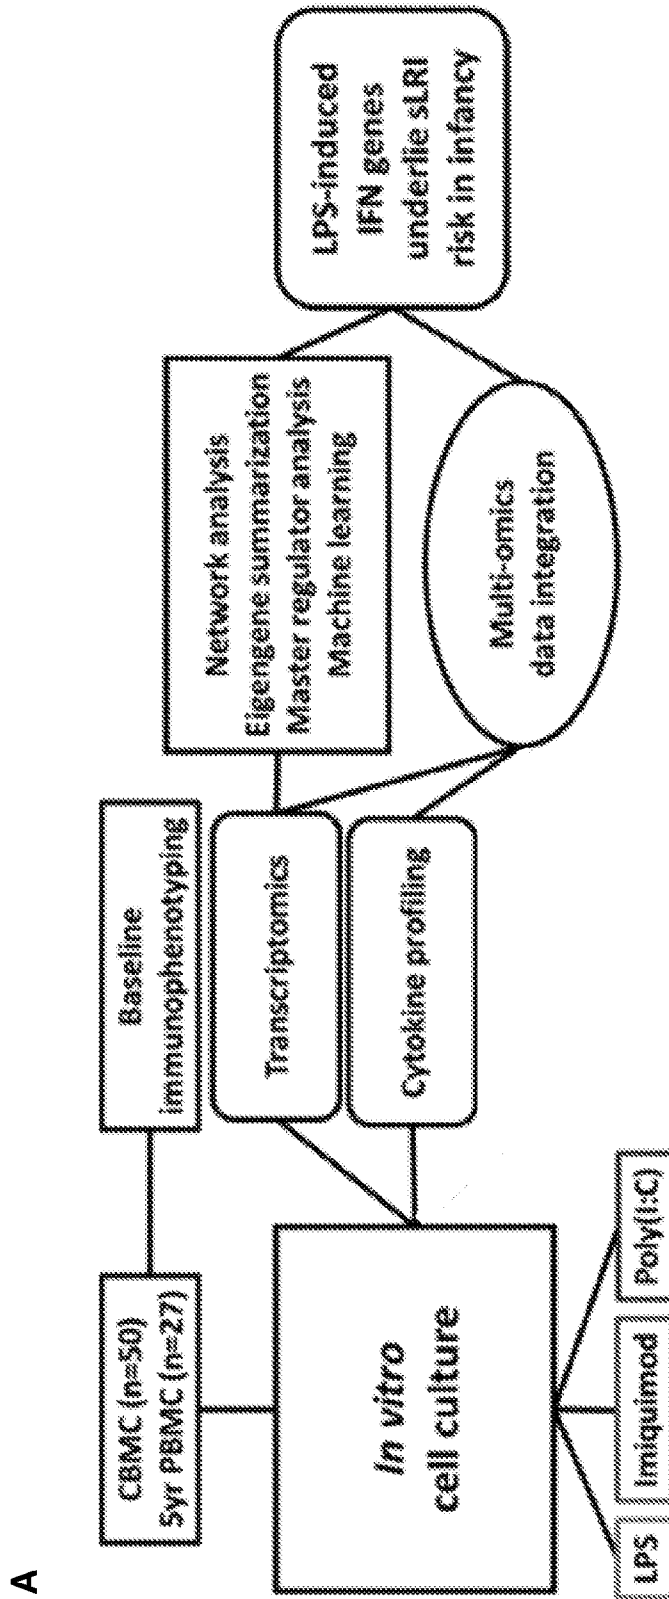 A
CBMC (n=50)
5yr PBMC (n=27)
Baseline
immunophenotyping
In vitro
cell culture
LPS
Imiquimod
Poly(I:C)
Transcriptomics
Cytokine profiling
Network analysis
Eigengene summarization
Master regulator analysis
Machine learning
Multi-omics
data integration
LPS-induced
IFN genes
underlie sLRI
risk in infancy